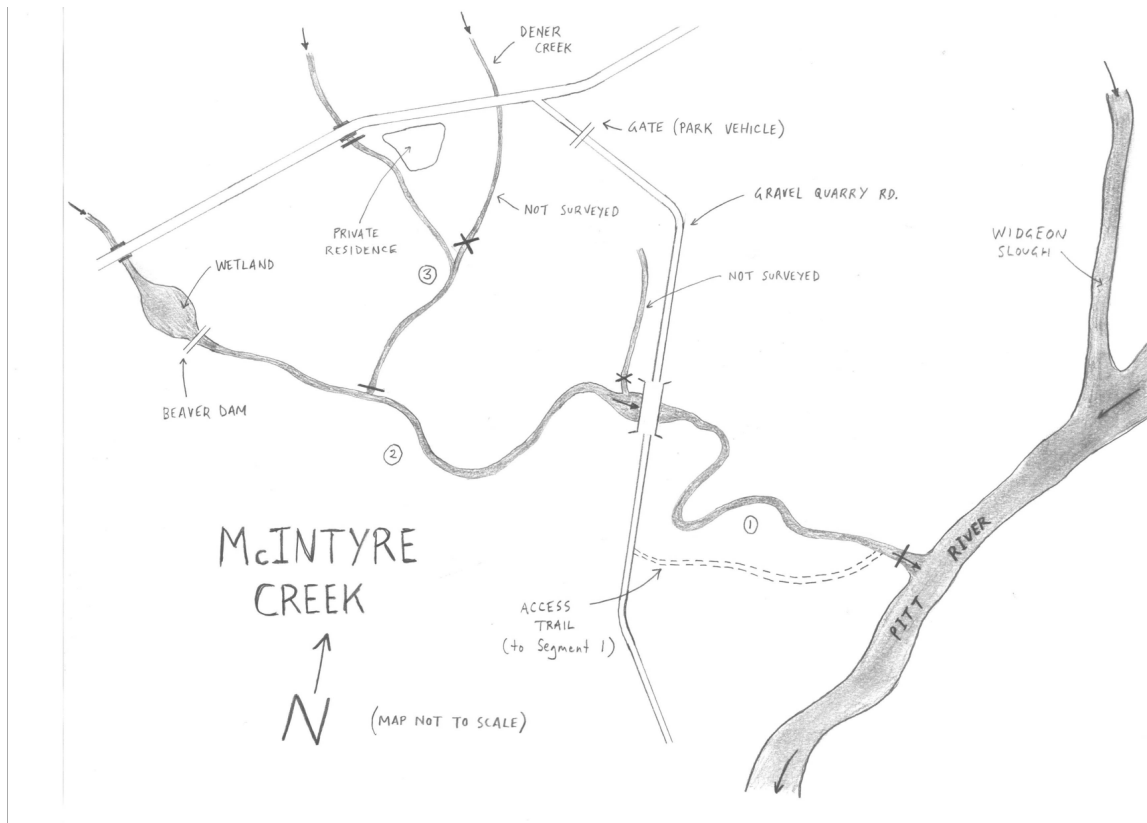 DENER
CREEK
GATE (PARK VEHICLE)
GRAVEL QUARRY RD.
NOT SURVEYED
PRIVATE
RESIDENCE
WIDGEON
SLOUGH
WETLAND
3
NOT SURVEYED
BEAVER DAM
2
1
McINTYRE
CREEK
PITT RIVER
ACCESS
TRAIL
(to Segment 1)
N
(MAP NOT TO SCALE)